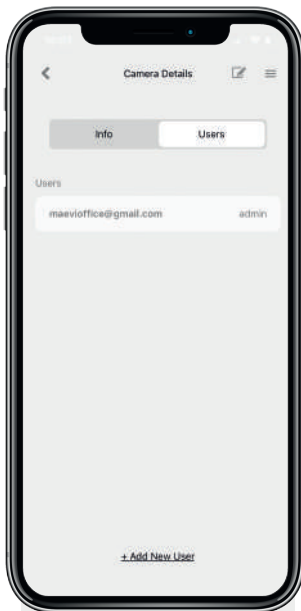 Camera Details
Info Users
Users
maevioffice@gmail.com admin
+ Add New User